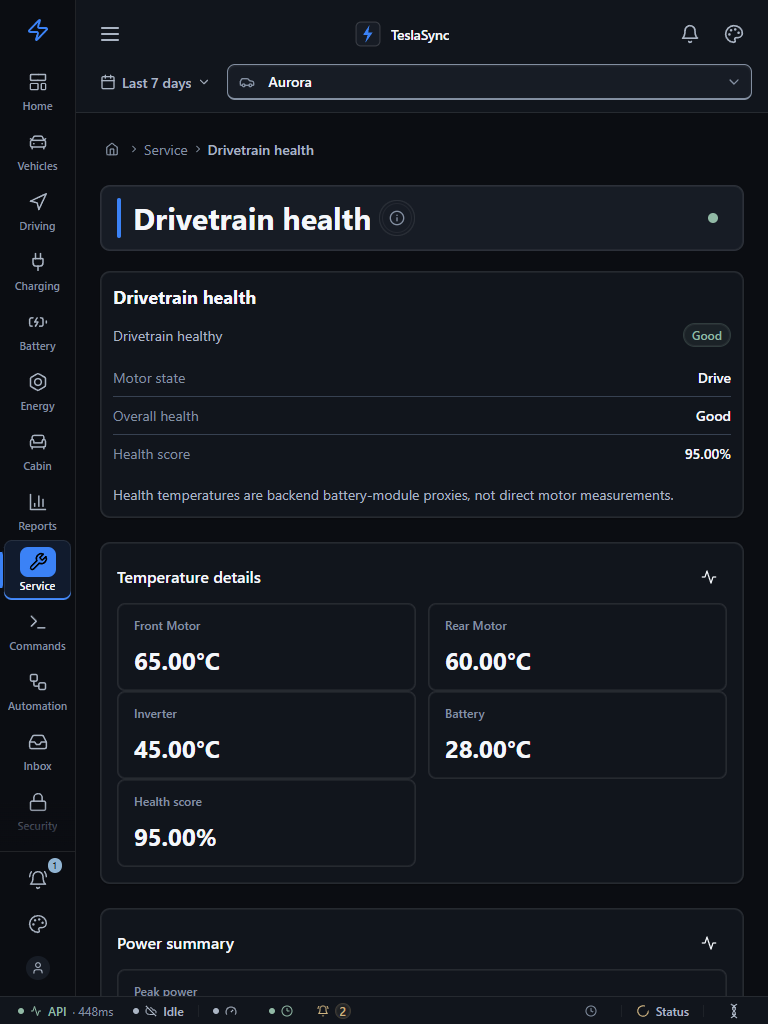 TeslaSync
Last 7 days
Aurora
Home
Vehicles
Driving
Charging
Battery
Energy
Cabin
Reports
Service
Commands
Automation
Inbox
Security
1
Service
Drivetrain health
Drivetrain health
Drivetrain health
Drivetrain healthy
Good
Motor state
Drive
Overall health
Good
Health score
95.00%
Health temperatures are backend battery-module proxies, not direct motor measurements.
Temperature details
Front Motor
65.00°C
Rear Motor
60.00°C
Inverter
45.00°C
Battery
28.00°C
Health score
95.00%
Power summary
Peak power
API · 448ms
Idle
2
Status